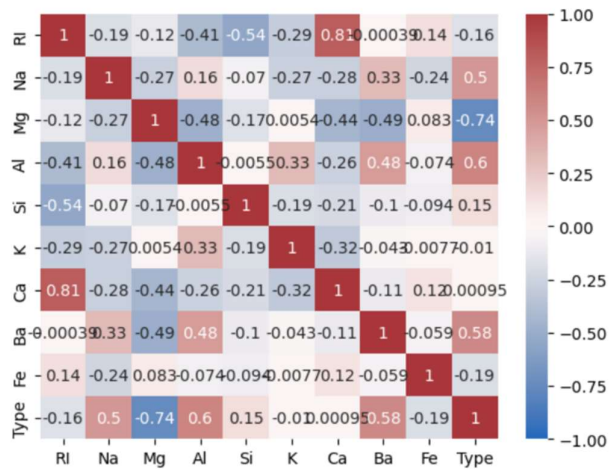 RI 1 -0.19 -0.12 -0.41 -0.54 -0.29 0.81 -0.00039 0.14 -0.16
Na -0.19 1 -0.27 0.16 -0.07 -0.27 -0.28 0.33 -0.24 0.5
Mg -0.12 -0.27 1 -0.48 -0.17 0.0054 -0.44 -0.49 0.083 -0.74
Al -0.41 0.16 -0.48 1 -0.0055 0.33 -0.26 0.48 -0.074 0.6
Si -0.54 -0.07 -0.17 -0.0055 1 -0.19 -0.21 -0.1 -0.094 0.15
K -0.29 -0.27 0.0054 0.33 -0.19 1 -0.32 -0.043 -0.0077 -0.01
Ca 0.81 -0.28 -0.44 -0.26 -0.21 -0.32 1 -0.11 0.12 0.00095
Ba -0.00039 0.33 -0.49 0.48 -0.1 -0.043 -0.11 1 -0.059 0.58
Fe 0.14 -0.24 0.083 -0.074 -0.094 -0.0077 0.12 -0.059 1 -0.19
Type -0.16 0.5 -0.74 0.6 0.15 -0.01 0.00095 0.58 -0.19 1
RI Na Mg Al Si K Ca Ba Fe Type
1.00
0.75
0.50
0.25
0.00
-0.25
-0.50
-0.75
-1.00